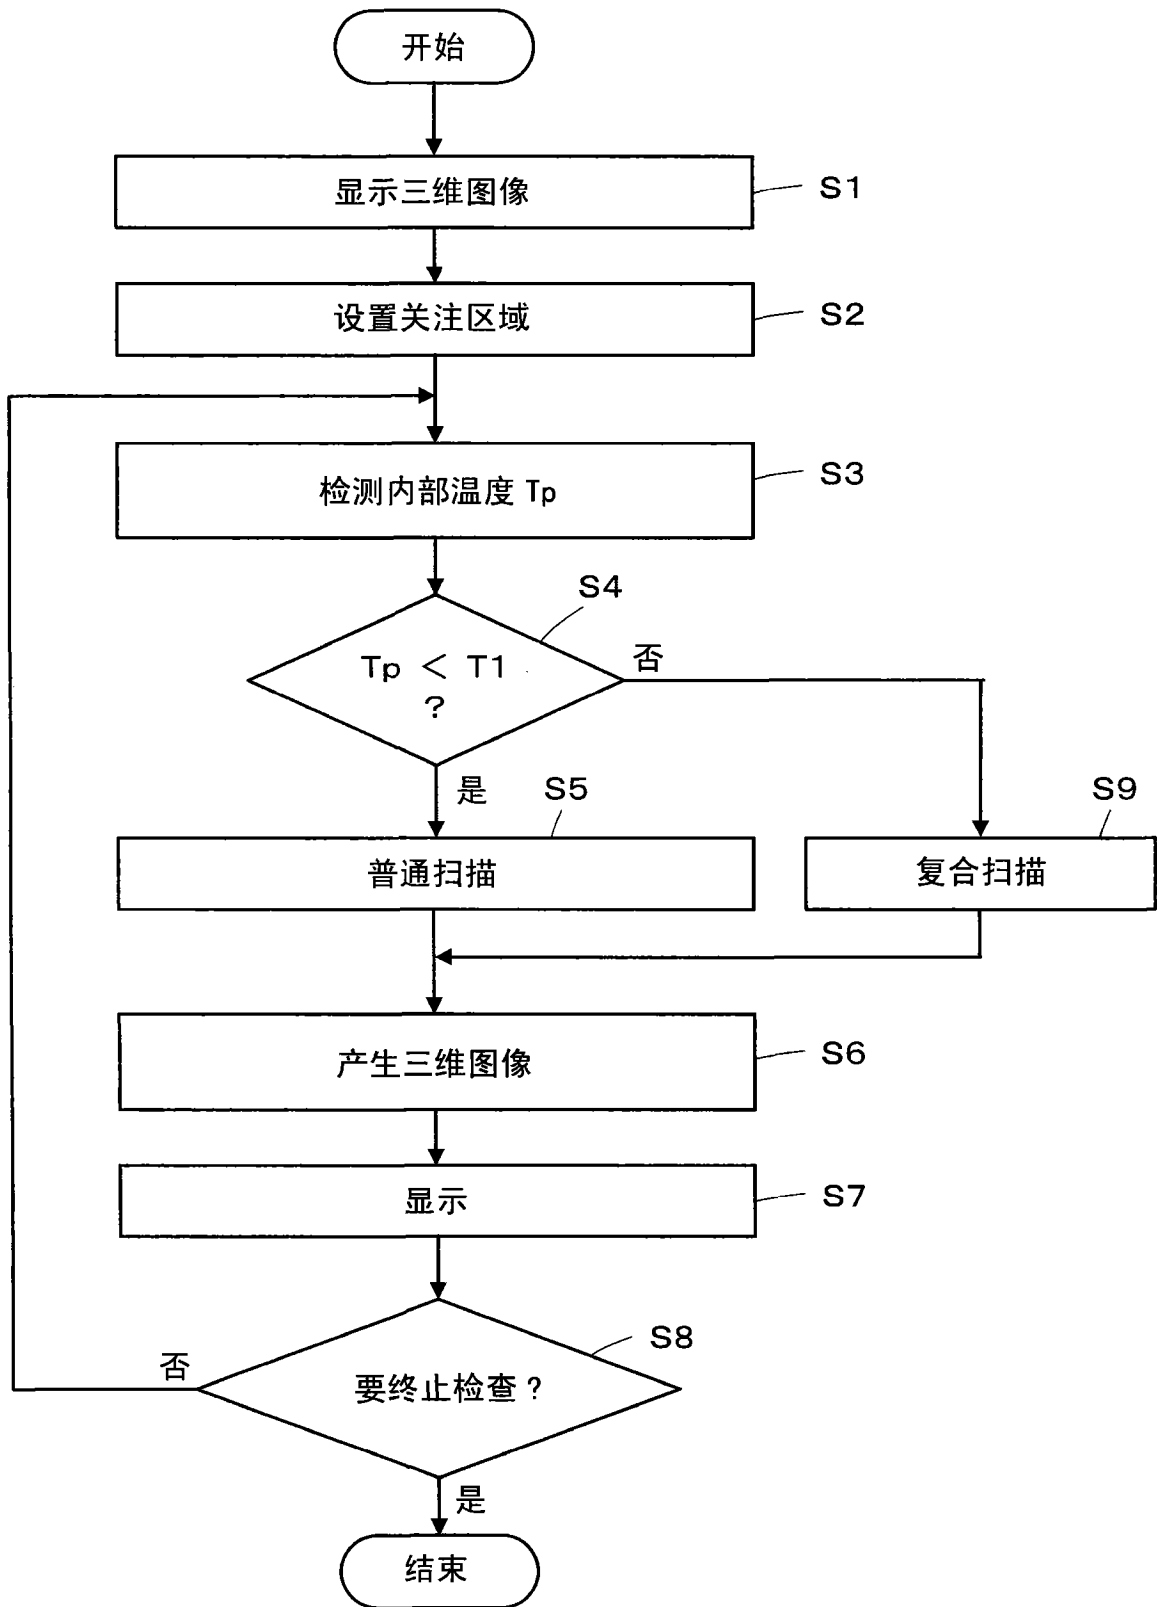 开始
显示三维图像
S1
设置关注区域
S2
检测内部温度 Tp
S3
S4
Tp < T1
?
否
是
S5
S9
普通扫描
复合扫描
产生三维图像
S6
显示
S7
S8
否
要终止检查?
是
结束